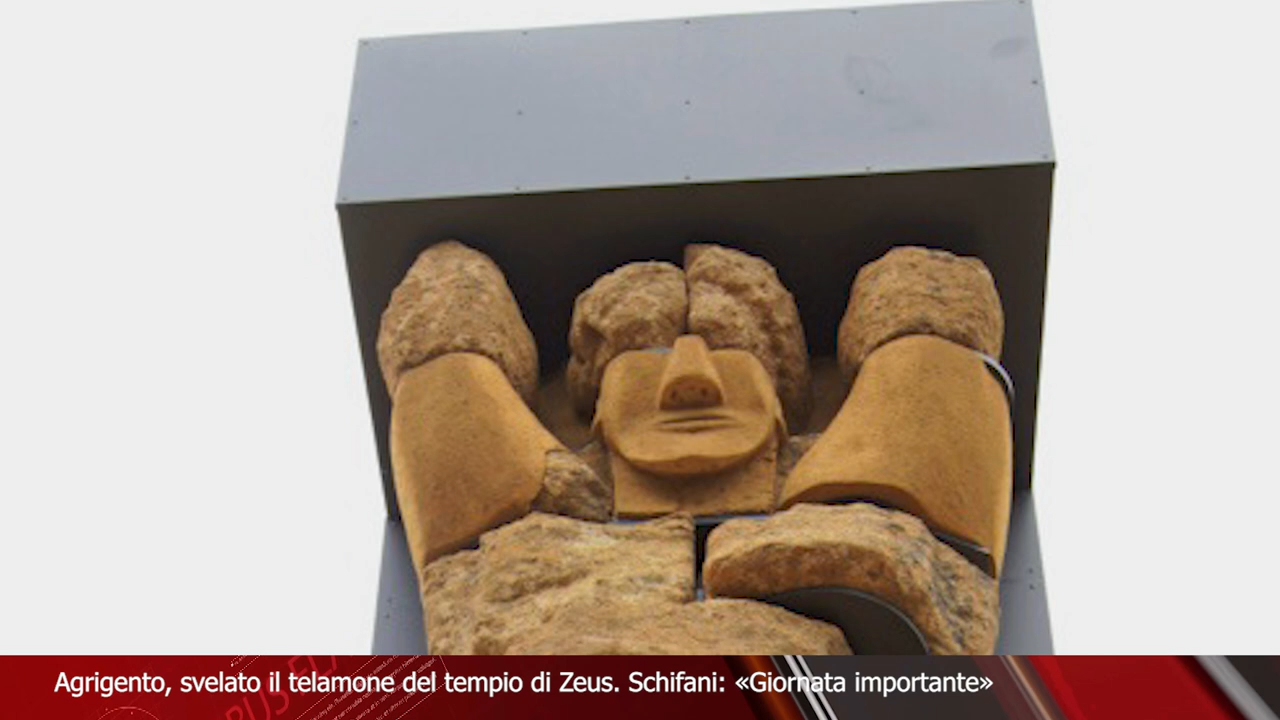 Agrigento, svelato il telamone del tempio di Zeus. Schifani: «Giornata importante»